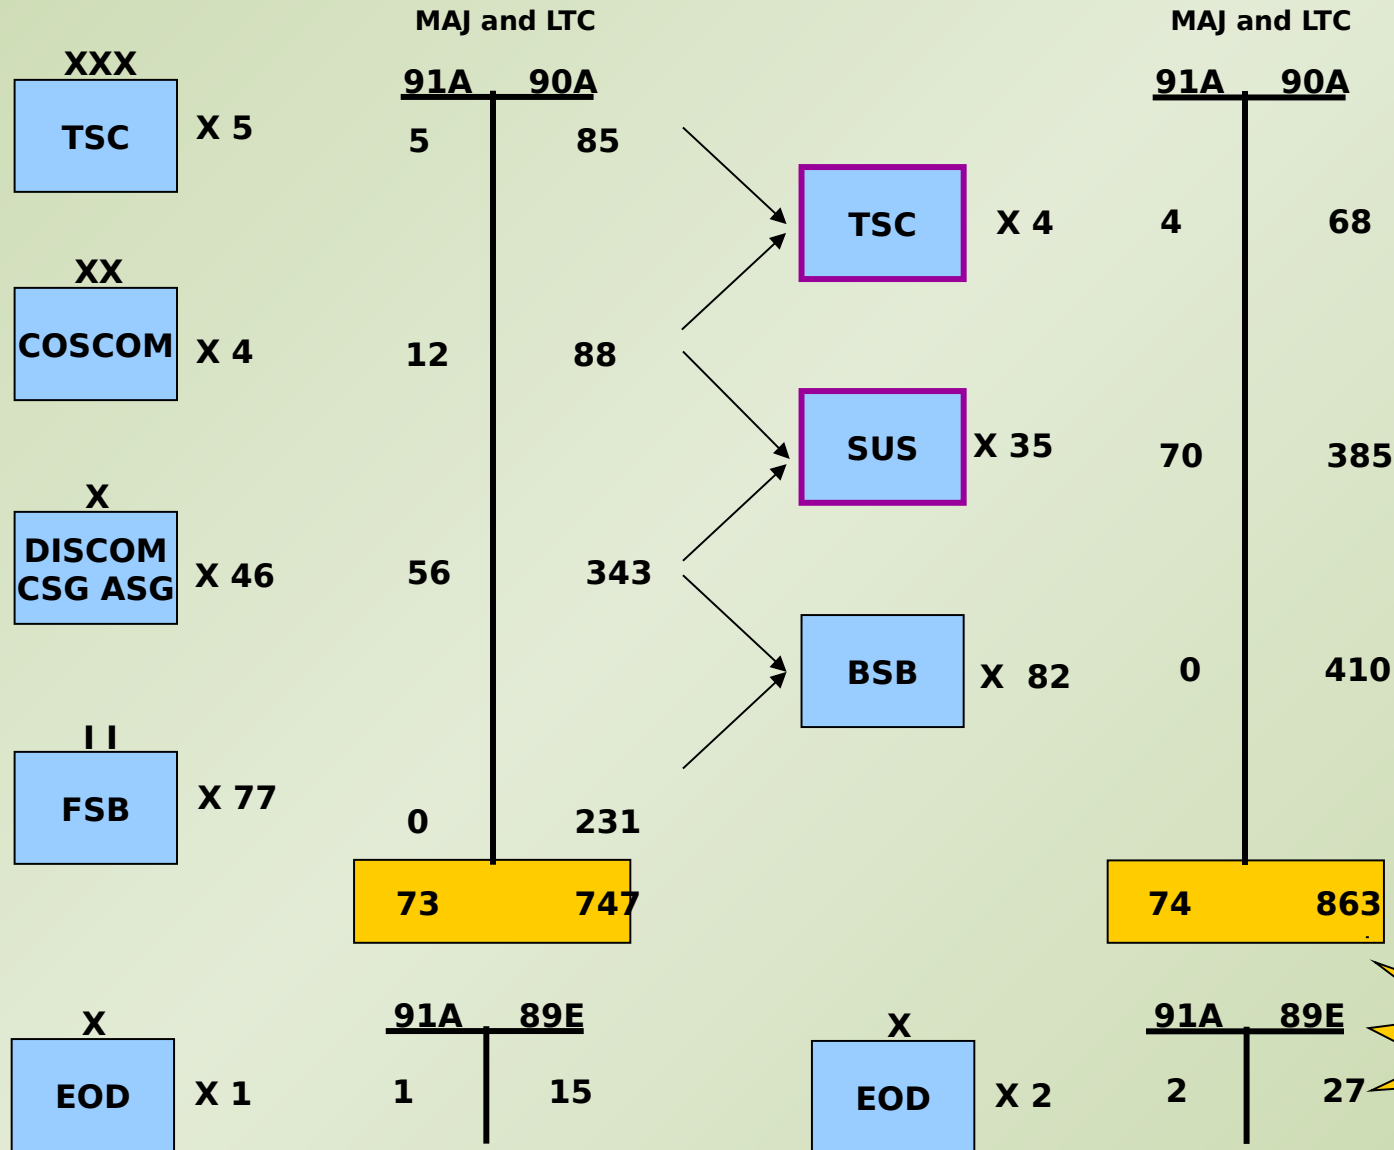 MAJ and LTC MAJ and LTC
XXX
91A 90A 91A 90A
TSC X 5 5 85
TSC X 4 4 68
XX
COSCOM X 4 12 88
SUS X 35 70 385
X
DISCOM
CSG ASG X 46 56 343
BSB X 82 0 410
I I
FSB X 77 0 231
73 747 74 863
.
X 91A 89E X 91A 89E
EOD X 1 1 15 EOD X 2 2 27